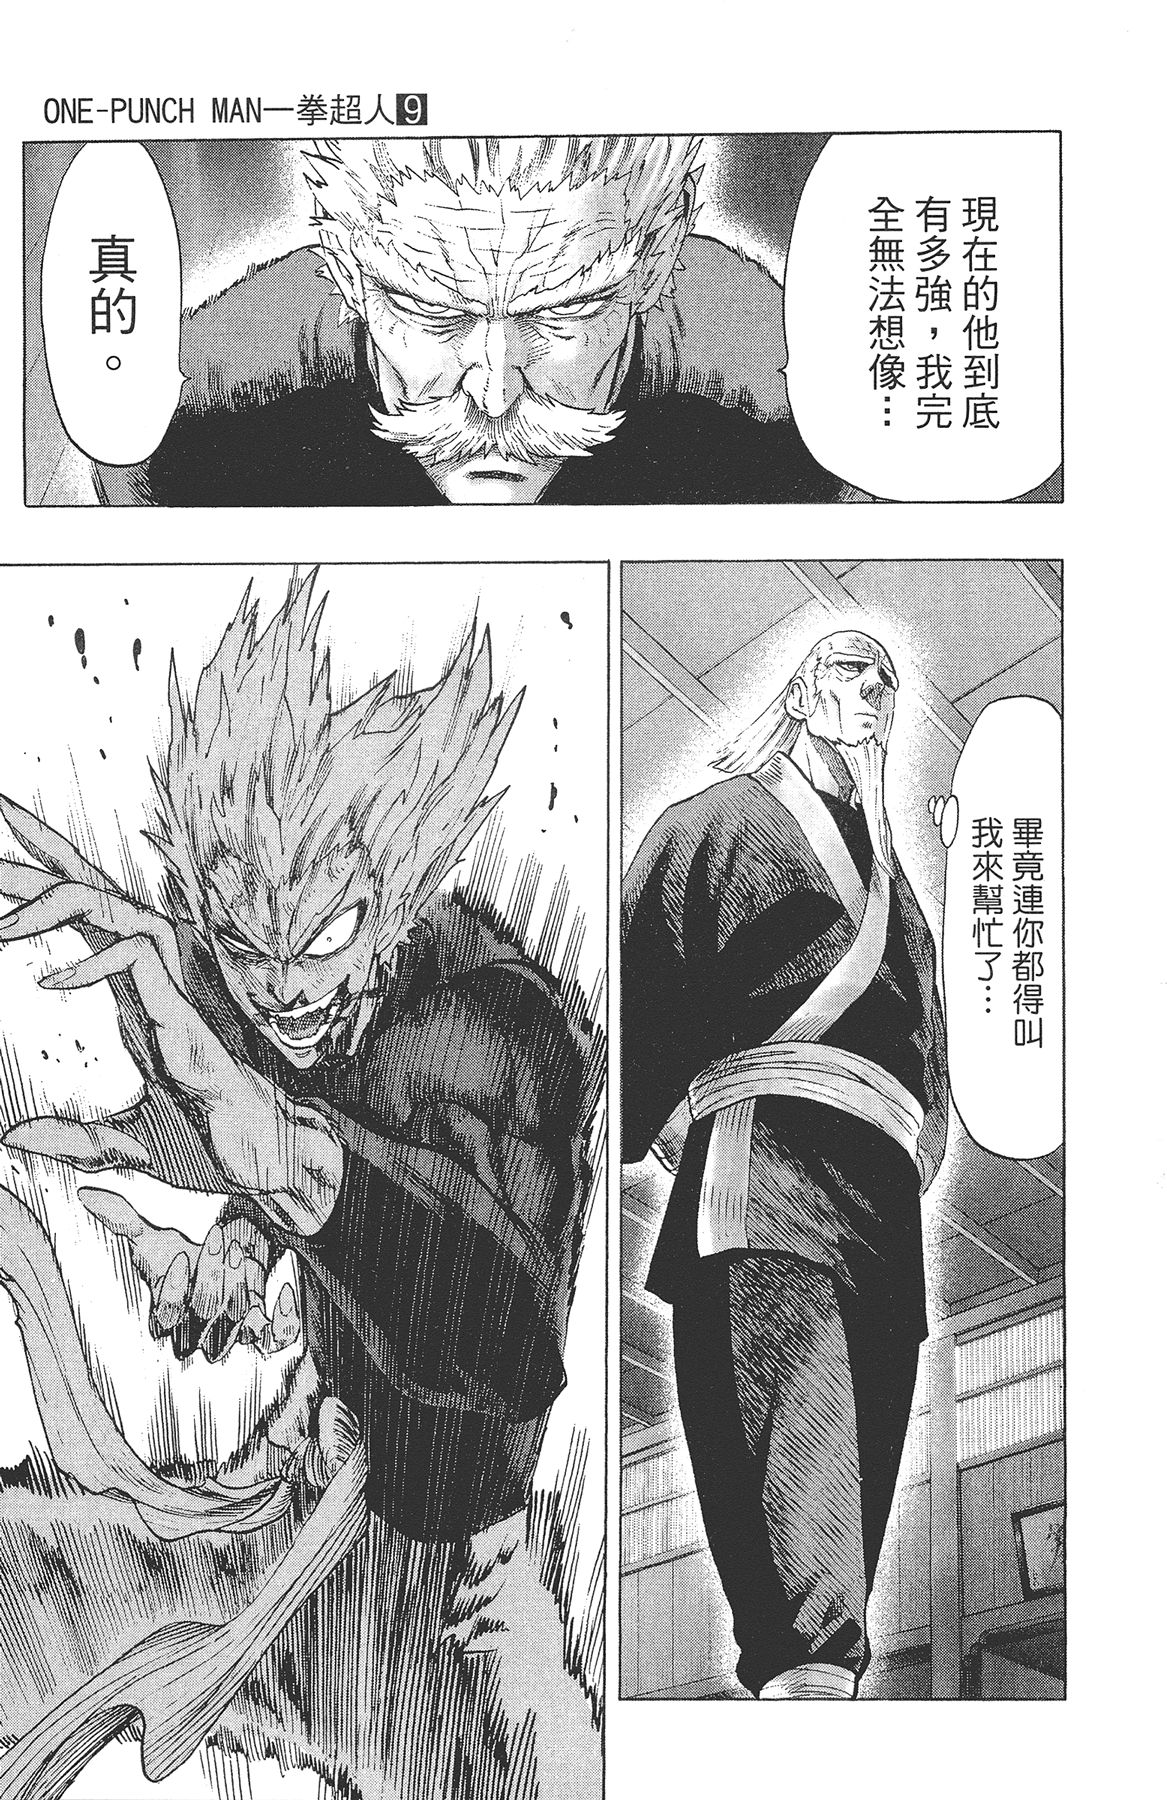 ONE-PUNCH MAN一拳超人9
現在的他到底
有多強，我完
全無法想像…
真的。
畢竟連你都得叫
我來幫忙了…